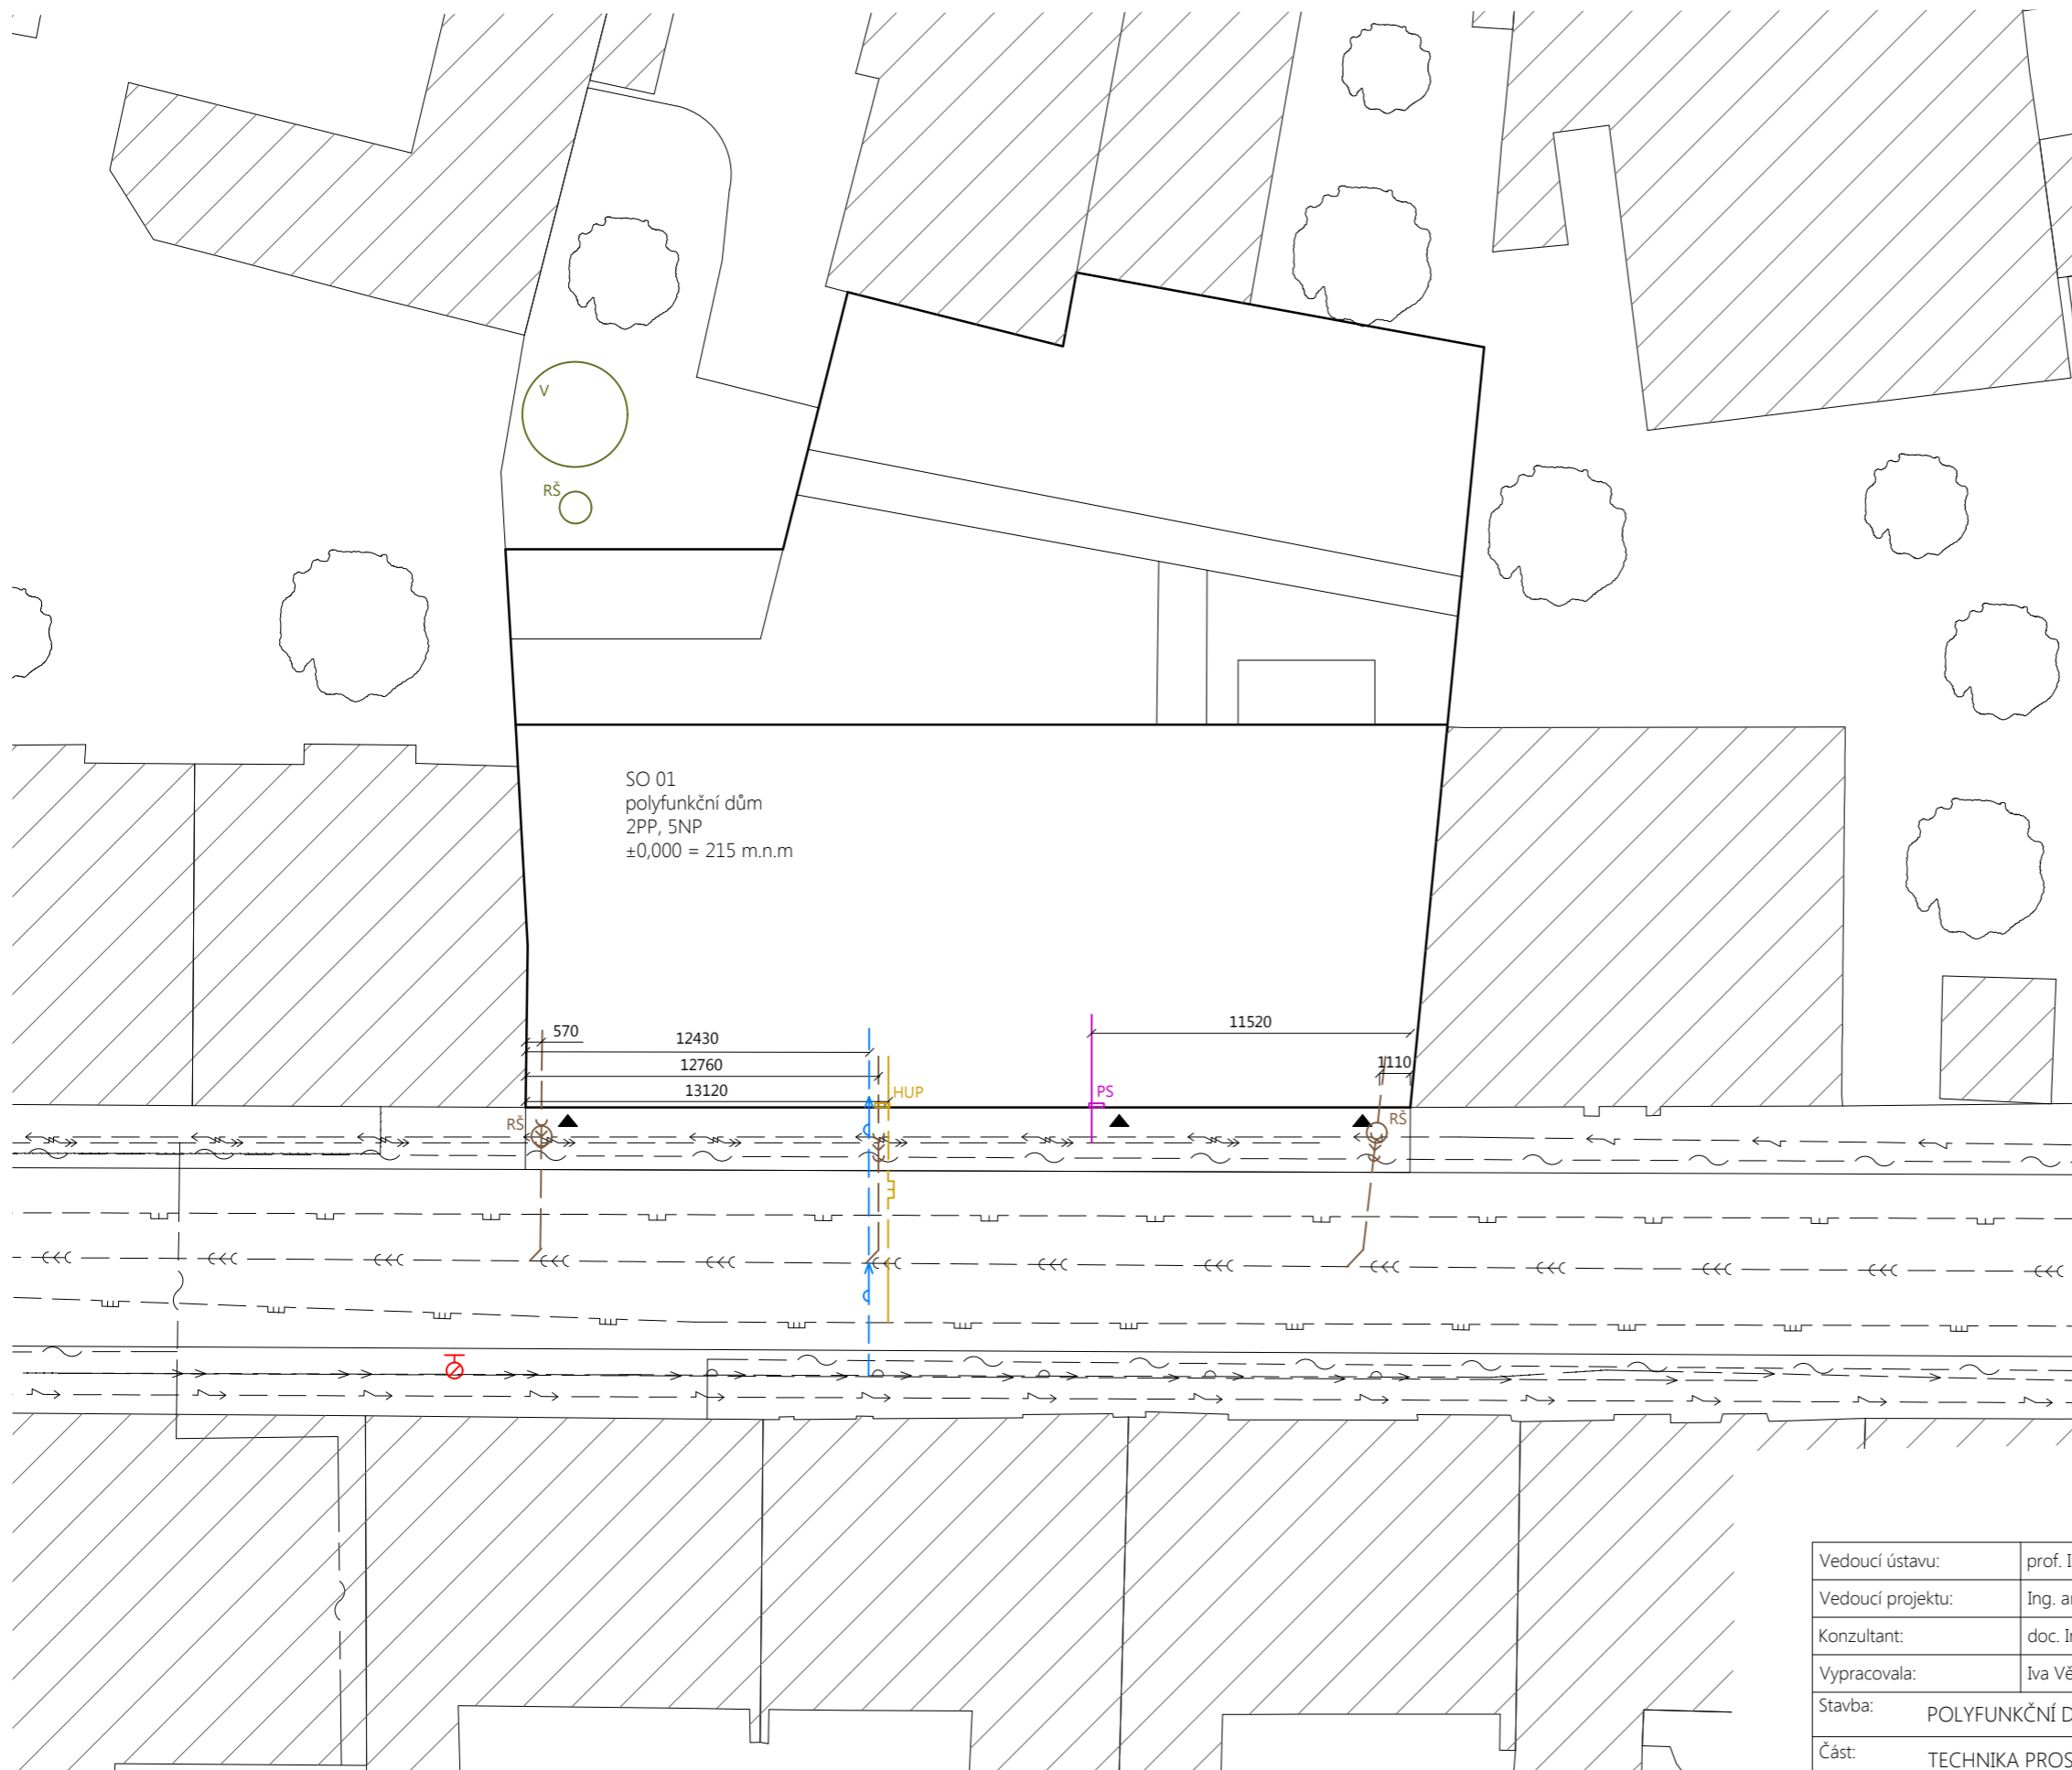 V
RŠ
SO 01
polyfunkční dům
2PP, 5NP
±0,000 = 215 m.n.m
570
12430
12760
13120
11520
1110
HUP
PS
RŠ
RŠ
Vedoucí ústavu: prof. I
Vedoucí projektu: Ing. a
Konzultant: doc. I
Vypracovala: Iva Vě
Stavba: POLYFUNKČNÍ D
Část: TECHNIKA PROS